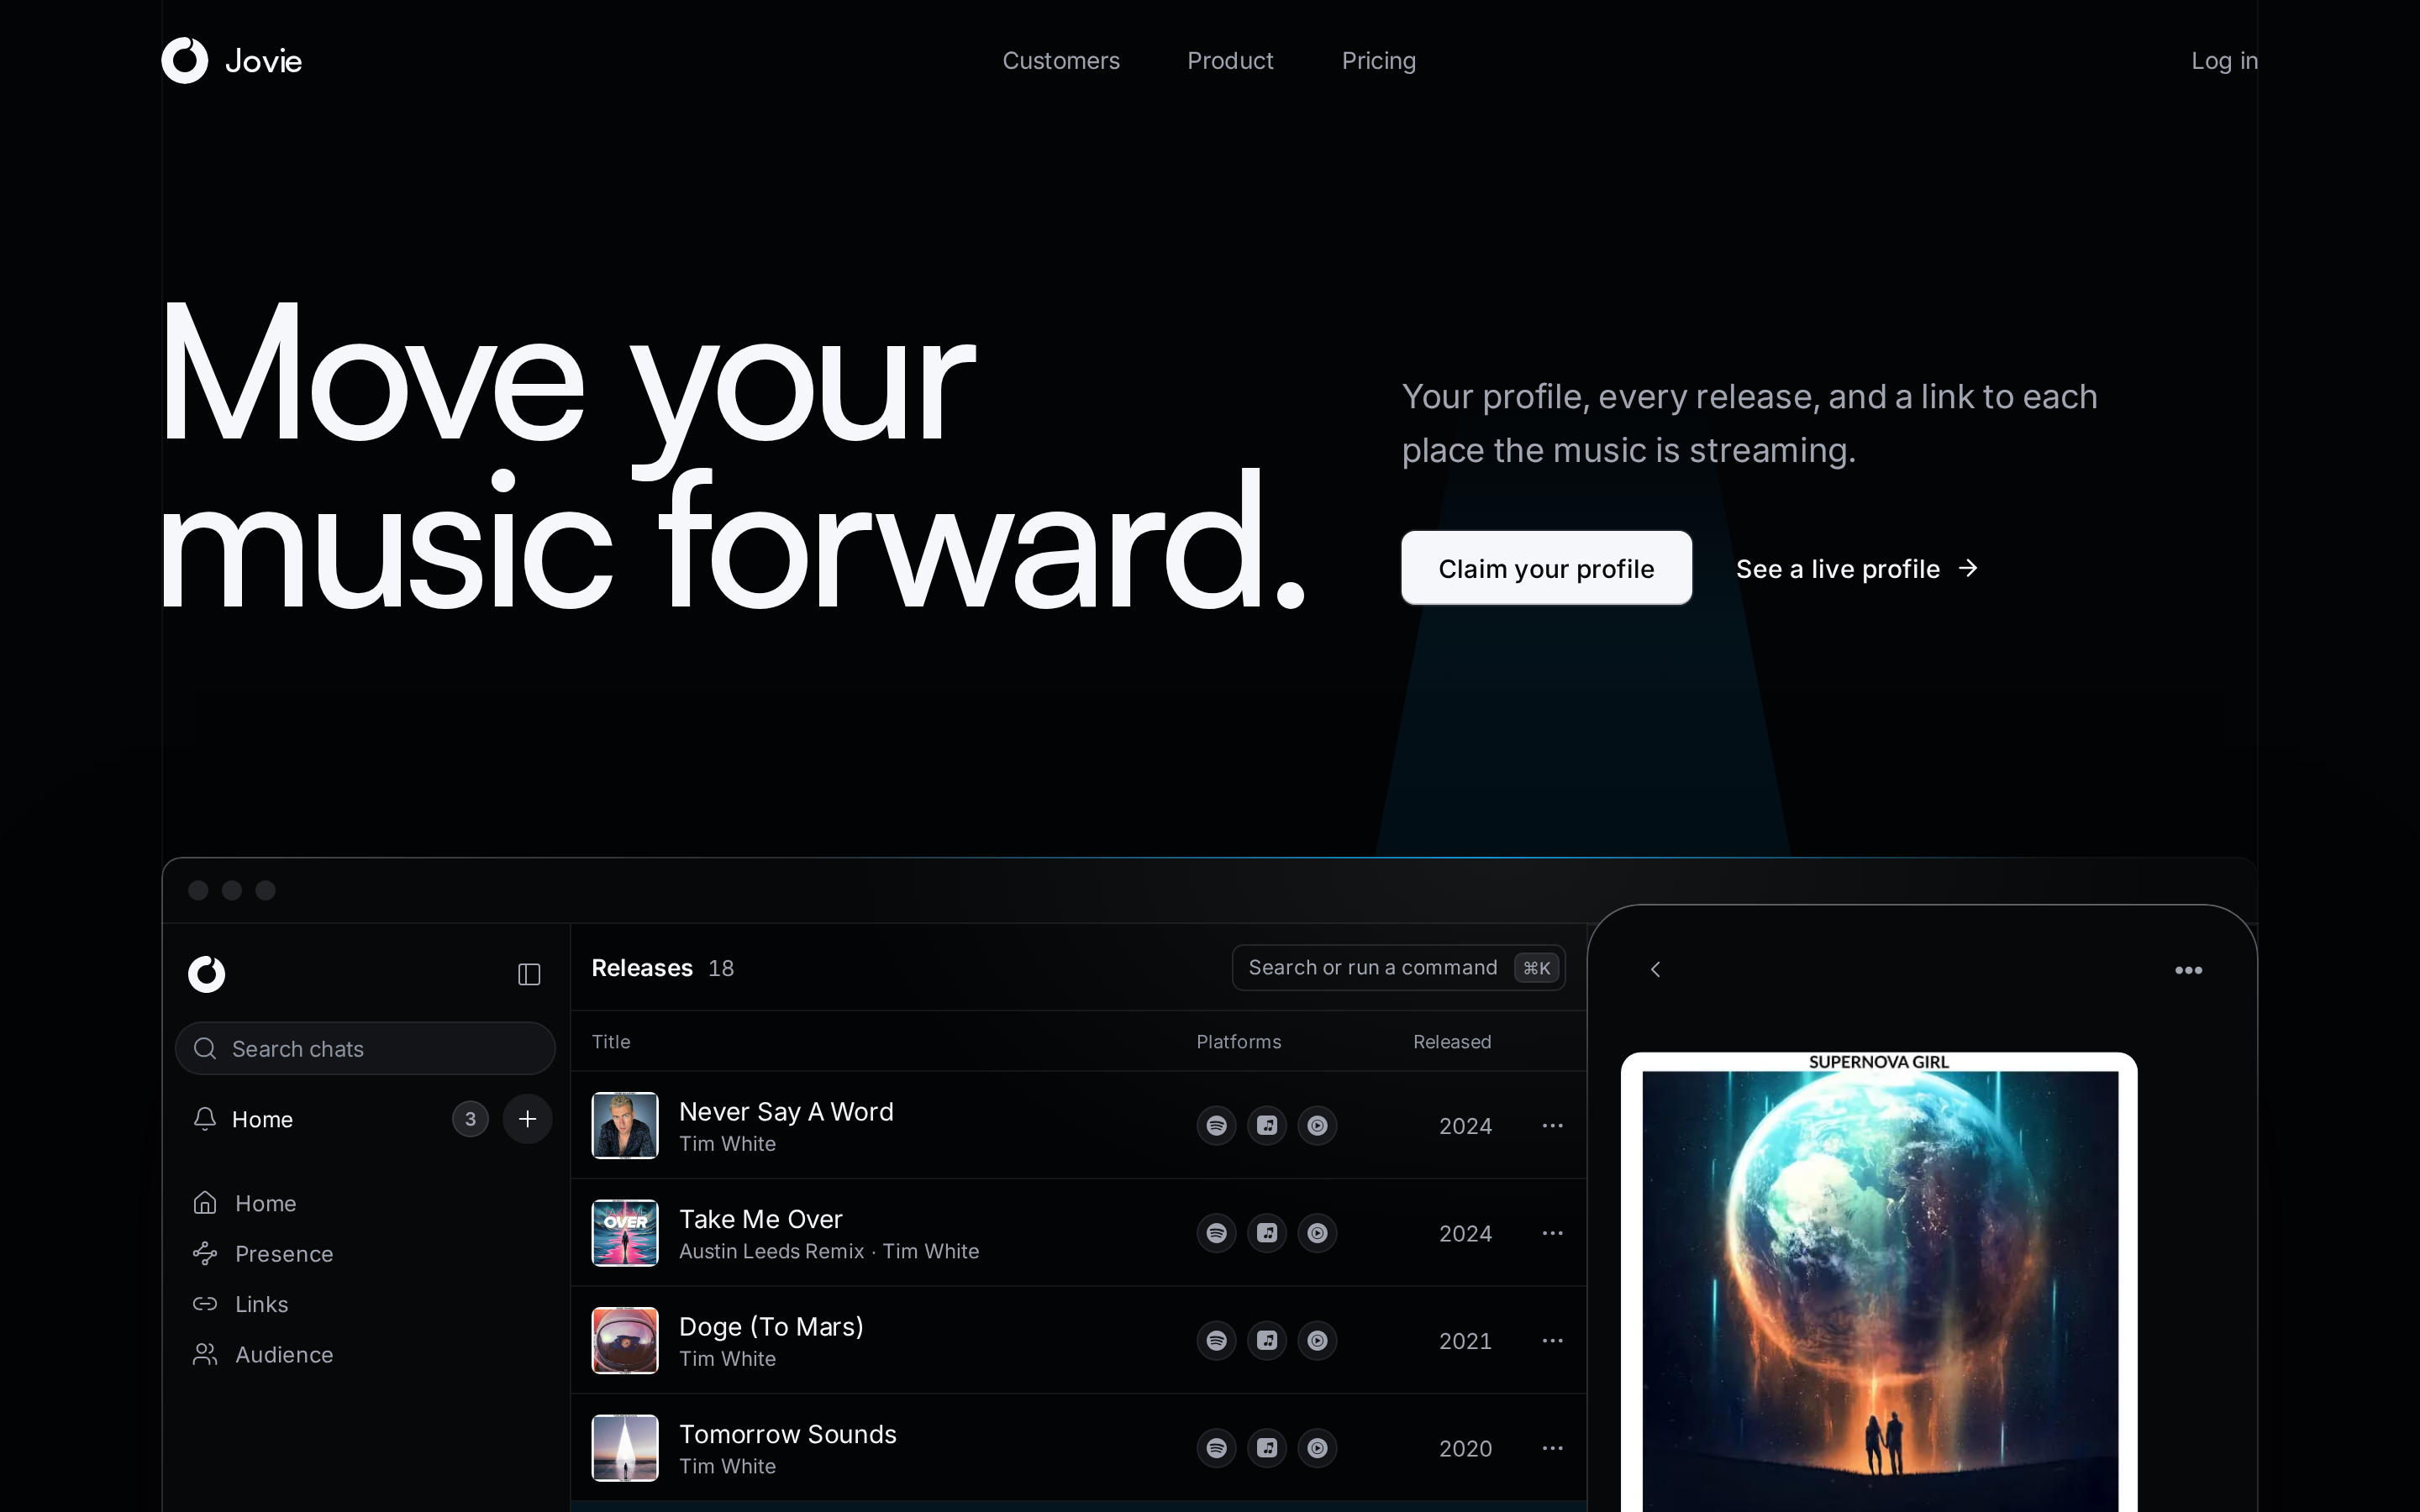 Jovie
Customers
Product
Pricing
Log in
Move your
music forward.
Your profile, every release, and a link to each
place the music is streaming.
Claim your profile
See a live profile →
Search chats
Home
3
Home
Presence
Links
Audience
Releases 18
Search or run a command ⌘K
Title
Platforms
Released
Never Say A Word
Tim White
2024
Take Me Over
Austin Leeds Remix · Tim White
2024
OVER
Doge (To Mars)
Tim White
2021
Tomorrow Sounds
Tim White
2020
SUPERNOVA GIRL